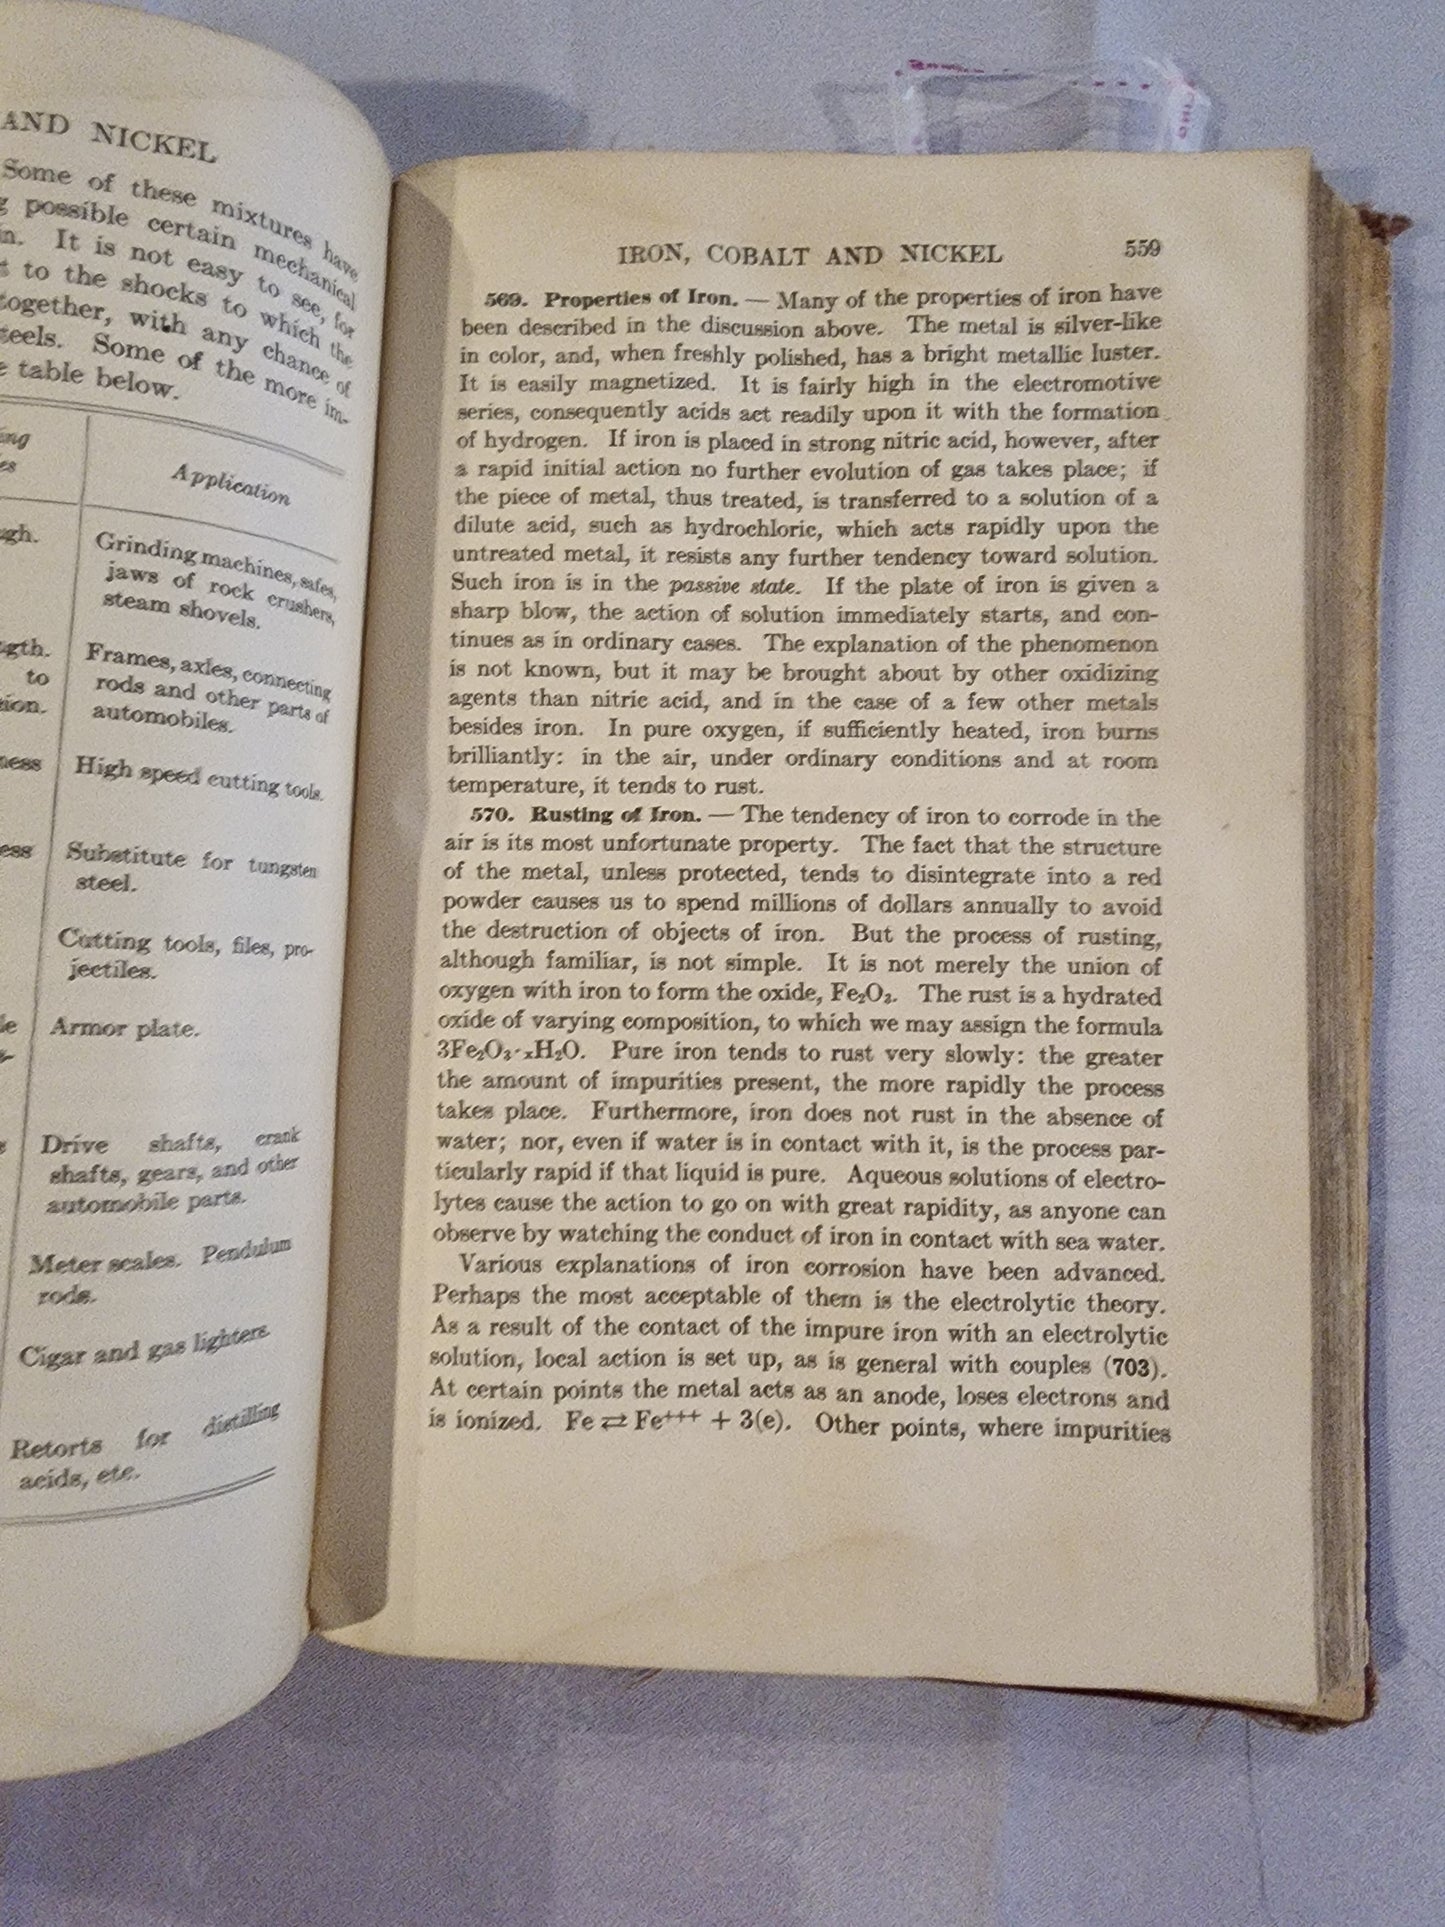 AND NICKEL
Some of these mixtures have
possible certain mechanical
in. It is not easy to see, for
to the shocks to which the
together, with any chance of
steels. Some of the more im-
table below.
Application
Grinding machines, safes,
jaws of rock crushers,
steam shovels.
Frames, axles, connecting
to
rods and other parts of
automobiles.
High speed cutting tools.
Substitute for tungsten
steel.
Cutting tools, files, pro-
jectiles.
Armor plate.
Drive shafts, crank
shafts, gears, and other
automobile parts.
Meter scales. Pendulum
rods.
Cigar and gas lighters.
Retorts for distilling
acids, etc.
IRON, COBALT AND NICKEL 559
569. Properties of Iron. — Many of the properties of iron have
been described in the discussion above. The metal is silver-like
in color, and, when freshly polished, has a bright metallic luster.
It is easily magnetized. It is fairly high in the electromotive
series, consequently acids act readily upon it with the formation
of hydrogen. If iron is placed in strong nitric acid, however, after
a rapid initial action no further evolution of gas takes place; if
the piece of metal, thus treated, is transferred to a solution of a
dilute acid, such as hydrochloric, which acts rapidly upon the
untreated metal, it resists any further tendency toward solution.
Such iron is in the passive state. If the plate of iron is given a
sharp blow, the action of solution immediately starts, and con-
tinues as in ordinary cases. The explanation of the phenomenon
is not known, but it may be brought about by other oxidizing
agents than nitric acid, and in the case of a few other metals
besides iron. In pure oxygen, if sufficiently heated, iron burns
brilliantly: in the air, under ordinary conditions and at room
temperature, it tends to rust.
570. Rusting of Iron. — The tendency of iron to corrode in the
air is its most unfortunate property. The fact that the structure
of the metal, unless protected, tends to disintegrate into a red
powder causes us to spend millions of dollars annually to avoid
the destruction of objects of iron. But the process of rusting,
although familiar, is not simple. It is not merely the union of
oxygen with iron to form the oxide, Fe₂O₃. The rust is a hydrated
oxide of varying composition, to which we may assign the formula
3Fe₂O₃·ₓH₂O. Pure iron tends to rust very slowly: the greater
the amount of impurities present, the more rapidly the process
takes place. Furthermore, iron does not rust in the absence of
water; nor, even if water is in contact with it, is the process par-
ticularly rapid if that liquid is pure. Aqueous solutions of electro-
lytes cause the action to go on with great rapidity, as anyone can
observe by watching the conduct of iron in contact with sea water.
Various explanations of iron corrosion have been advanced.
Perhaps the most acceptable of them is the electrolytic theory.
As a result of the contact of the impure iron with an electrolytic
solution, local action is set up, as is general with couples (703).
At certain points the metal acts as an anode, loses electrons and
is ionized. Fe ⇄ Fe⁺⁺⁺ + 3(e). Other points, where impurities